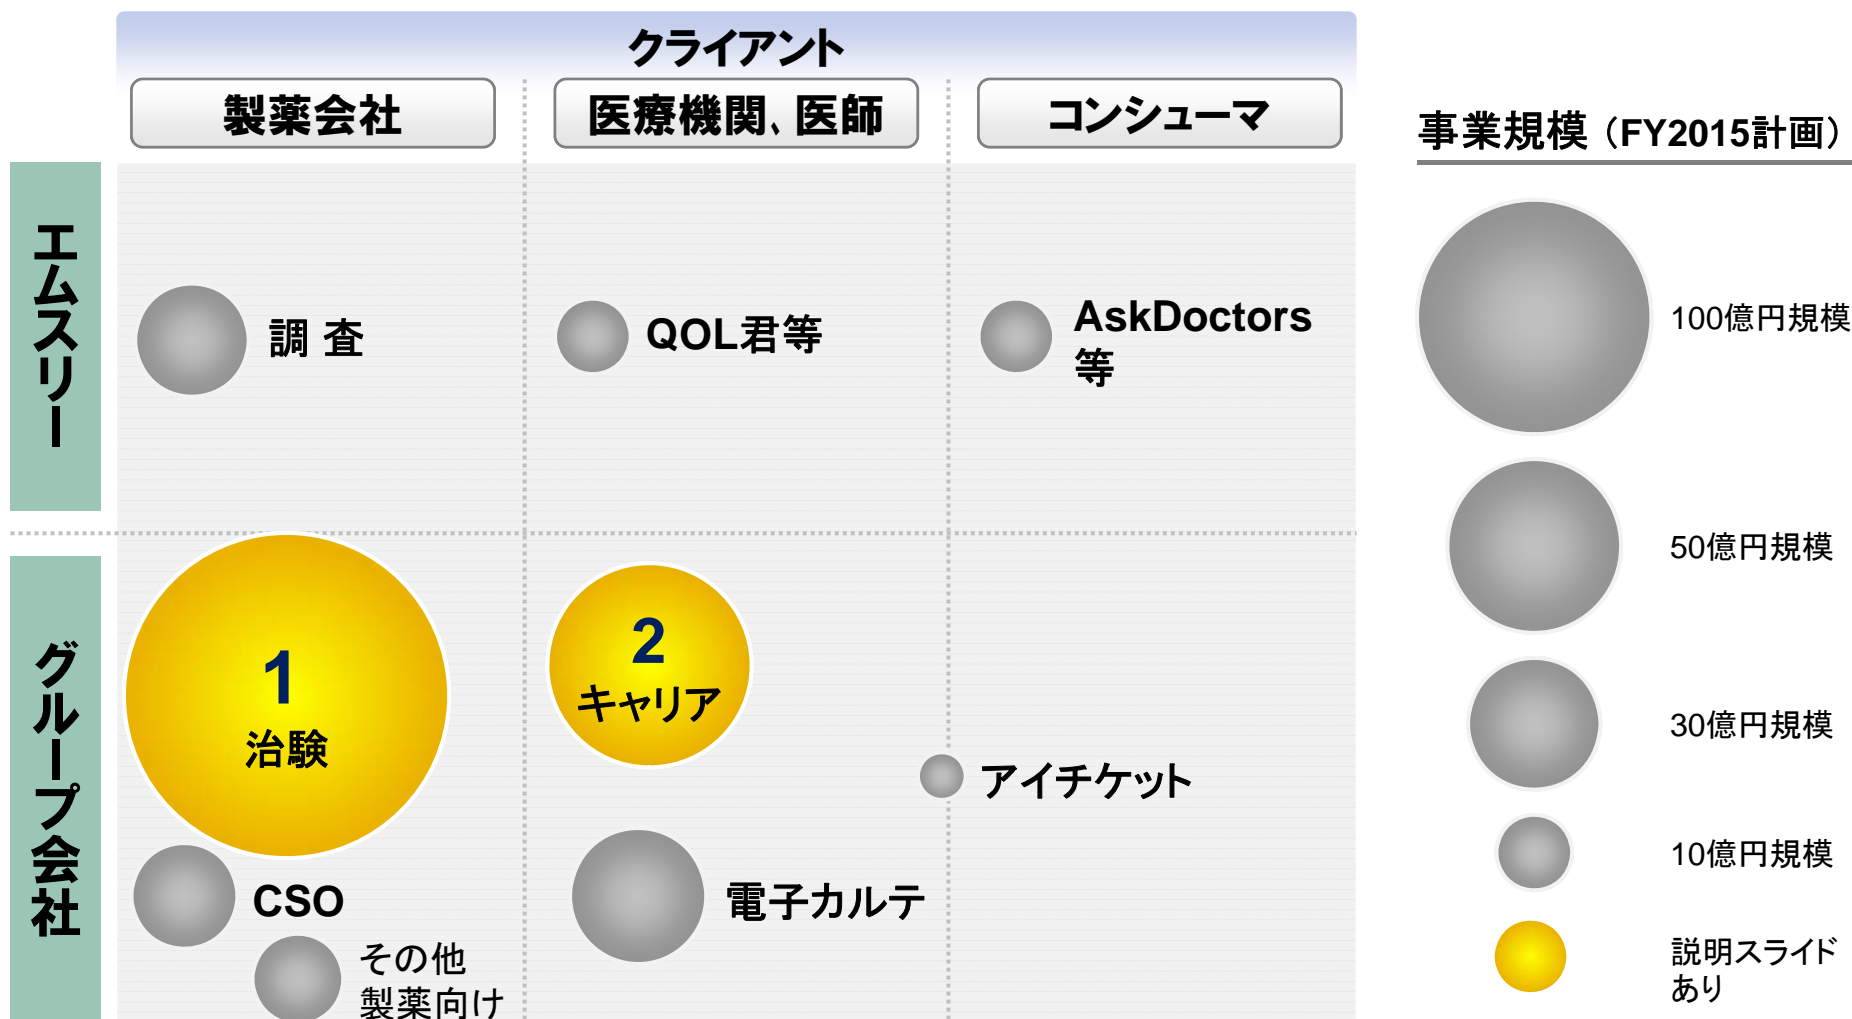 クライアント
製薬会社
医療機関、医師
コンシューマ
事業規模（FY2015計画）
エムスリー
調 査
QOL君等
AskDoctors
等
100億円規模
50億円規模
グループ会社
1
治験
2
キャリア
アイチケット
30億円規模
CSO
電子カルテ
10億円規模
その他
製薬向け
説明スライド
あり